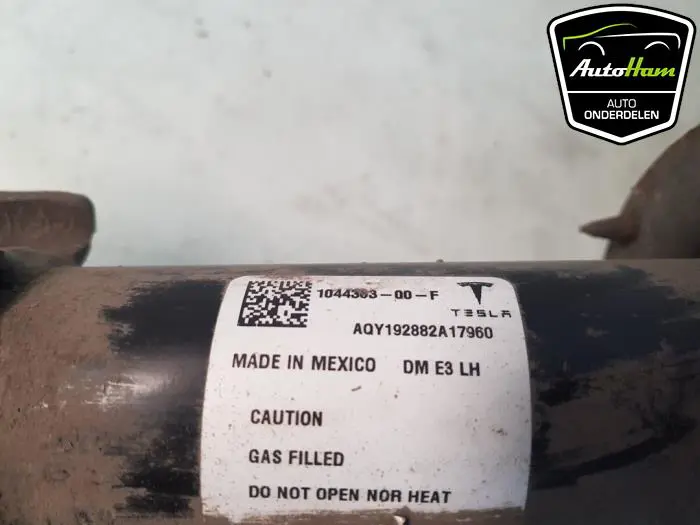 AutoHam
AUTO
ONDERDELEN
1044363-00-F
TESLA
AQY192882A17960
MADE IN MEXICO DM E3 LH
CAUTION
GAS FILLED
DO NOT OPEN NOR HEAT